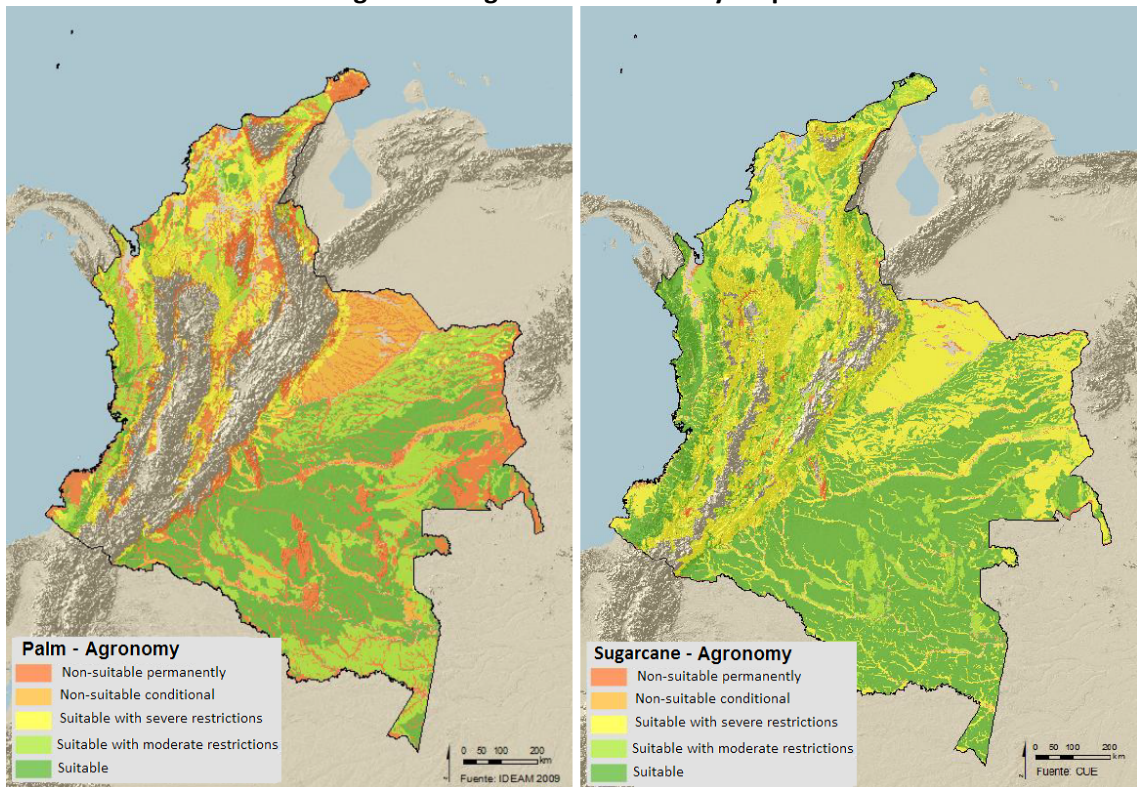 Palm - Agronomy
Non-suitable permanently
Non-suitable conditional
Suitable with severe restrictions
Suitable with moderate restrictions
Suitable
0 50 100 200
km
Fuente: IDEAM 2009
Sugarcane - Agronomy
Non-suitable permanently
Non-suitable conditional
Suitable with severe restrictions
Suitable with moderate restrictions
Suitable
0 50 100 200
km
Fuente: CUE